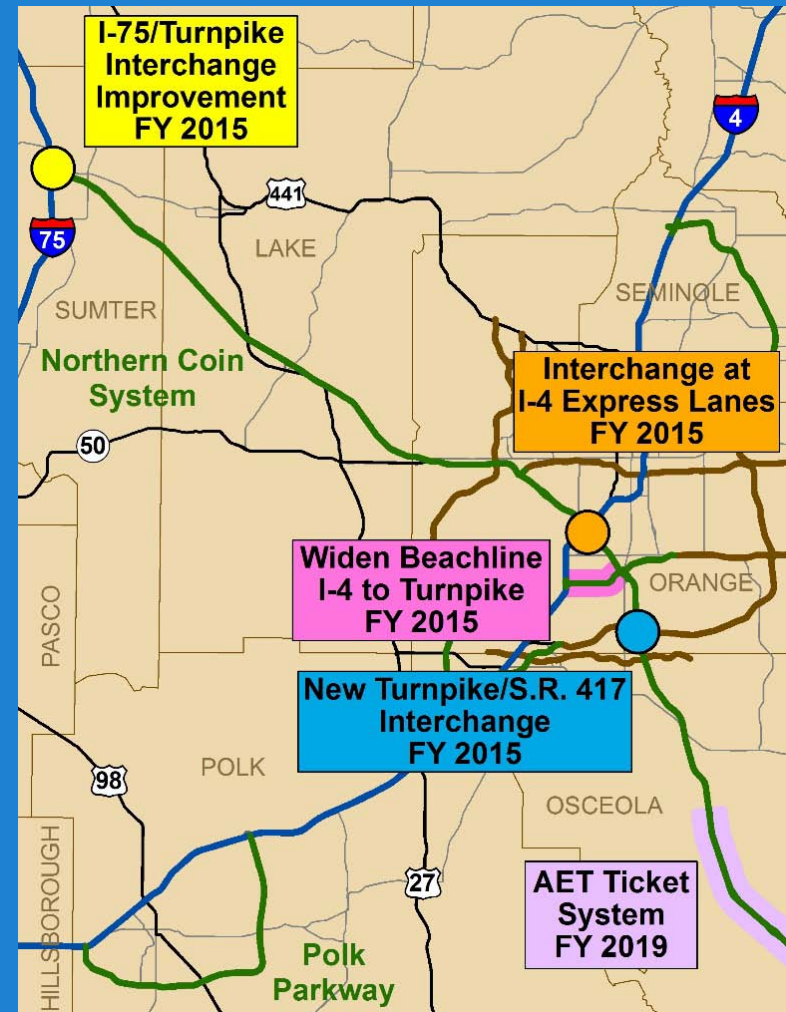 I-75/Turnpike
Interchange
Improvement
FY 2015
4
441
75
LAKE
SUMTER
SEMINOLE
Northern Coin
System
Interchange at
I-4 Express Lanes
FY 2015
50
Widen Beachline
I-4 to Turnpike
FY 2015
ORANGE
PASCO
New Turnpike/S.R. 417
Interchange
FY 2015
POLK
98
OSCEOLA
27
HILLSBOROUGH
AET Ticket
System
FY 2019
Polk
Parkway